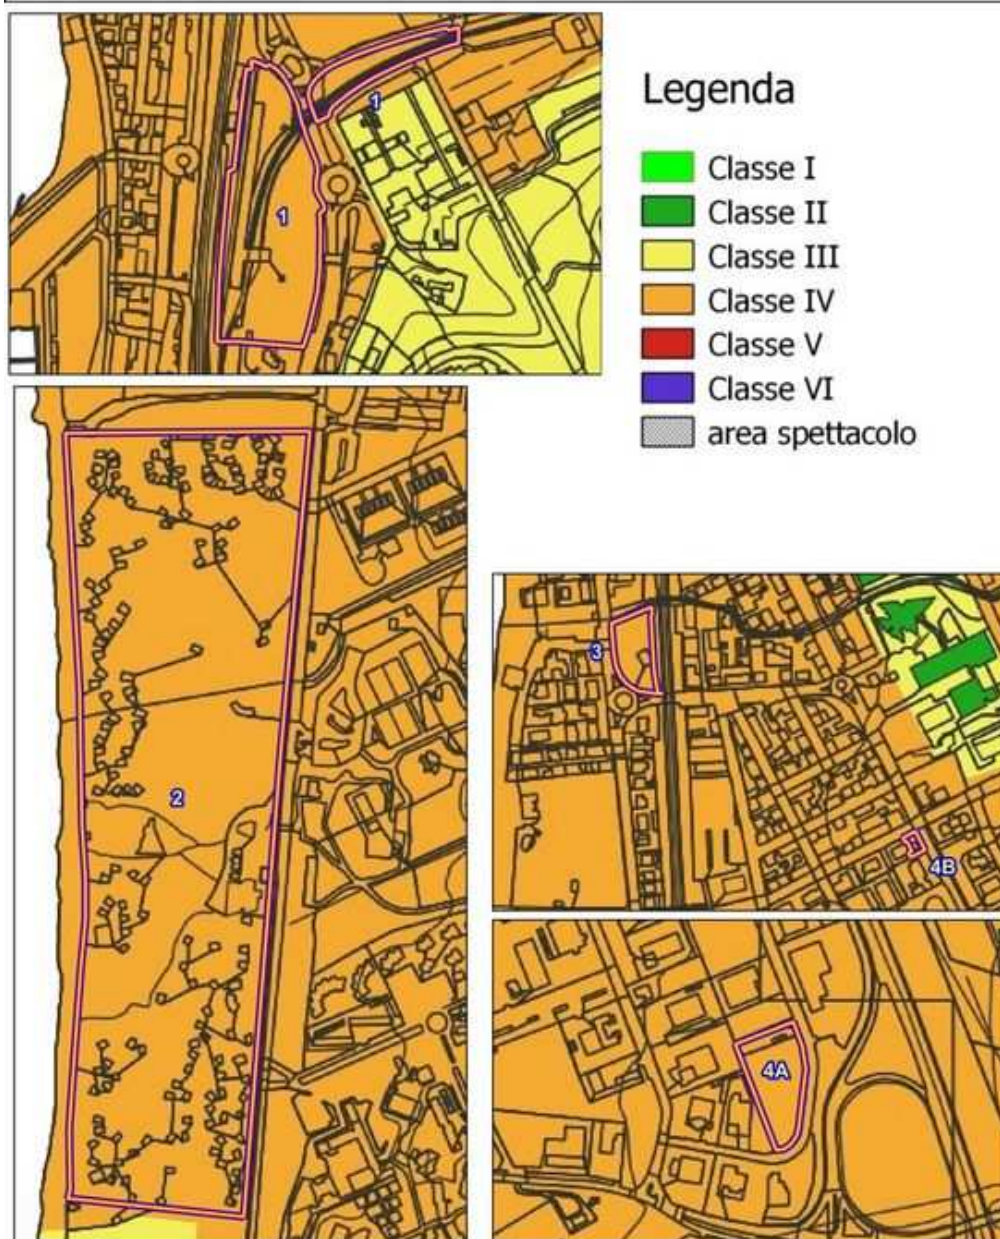 Legenda
Classe I
Classe II
Classe III
Classe IV
Classe V
Classe VI
area spettacolo
1
1
2
3
4B
4A